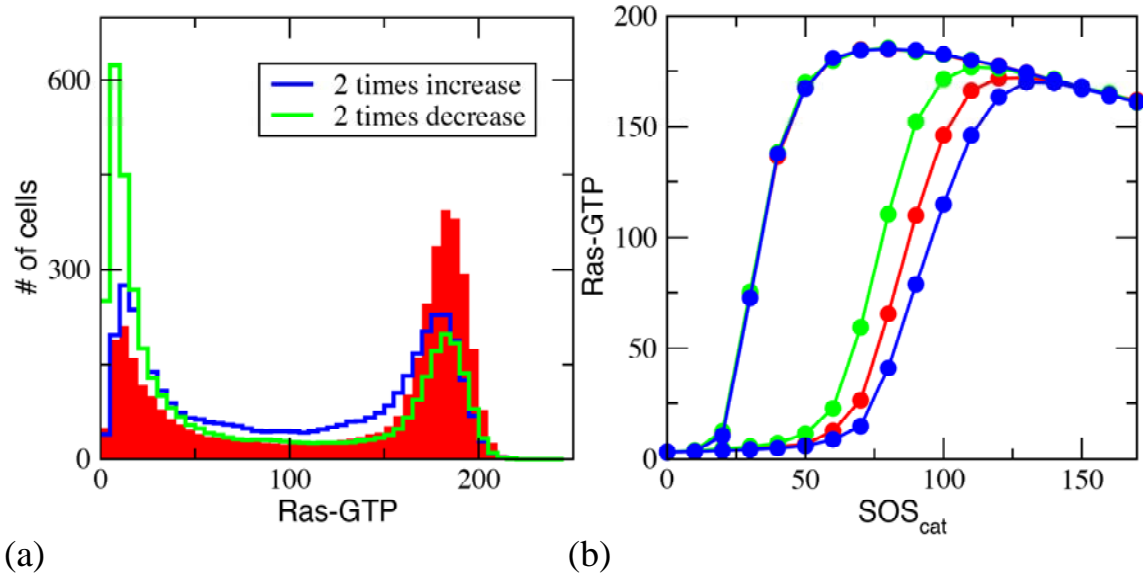 600
300
0
# of cells
2 times increase
2 times decrease
0
100
200
Ras-GTP
(a)
(b)
200
150
100
50
0
Ras-GTP
0
50
100
150
SOScat